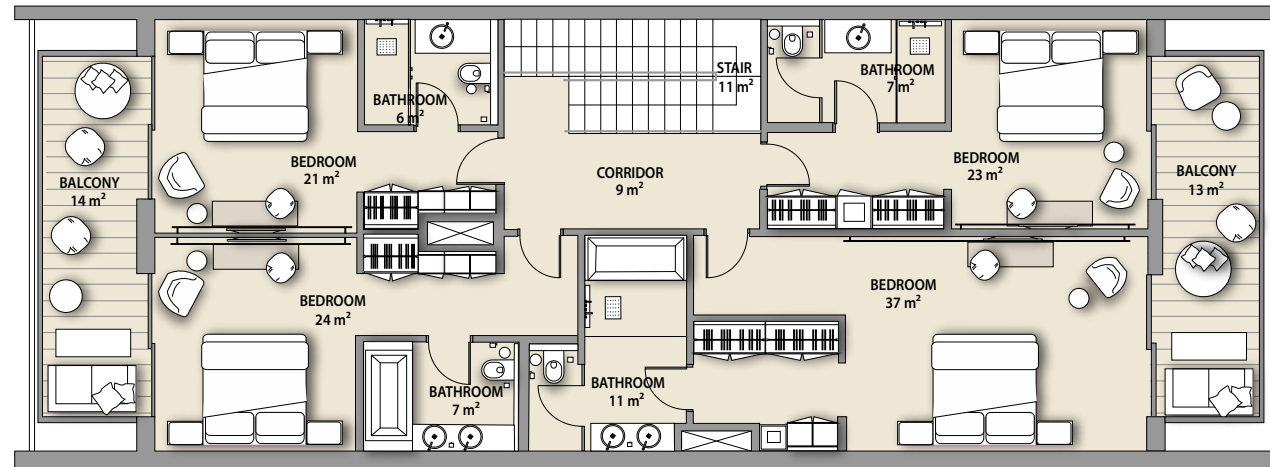 STAIR
11 m²
BATHROOM
7 m²
BATHROOM
6 m²
BEDROOM
21 m²
BEDROOM
23 m²
CORRIDOR
9 m²
BALCONY
14 m²
BALCONY
13 m²
BEDROOM
24 m²
BEDROOM
37 m²
BATHROOM
11 m²
BATHROOM
7 m²